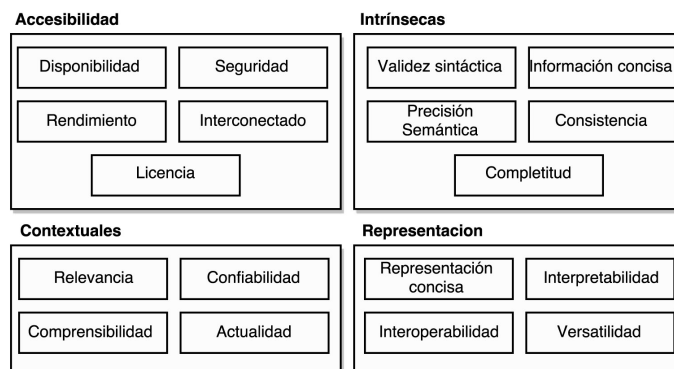 Accesibilidad
Disponibilidad
Seguridad
Rendimiento
Interconectado
Licencia
Intrínsecas
Validez sintáctica
Información concisa
Precisión
Semántica
Consistencia
Completitud
Contextuales
Relevancia
Confiabilidad
Comprensibilidad
Actualidad
Representacion
Representación
concisa
Interpretabilidad
Interoperabilidad
Versatilidad